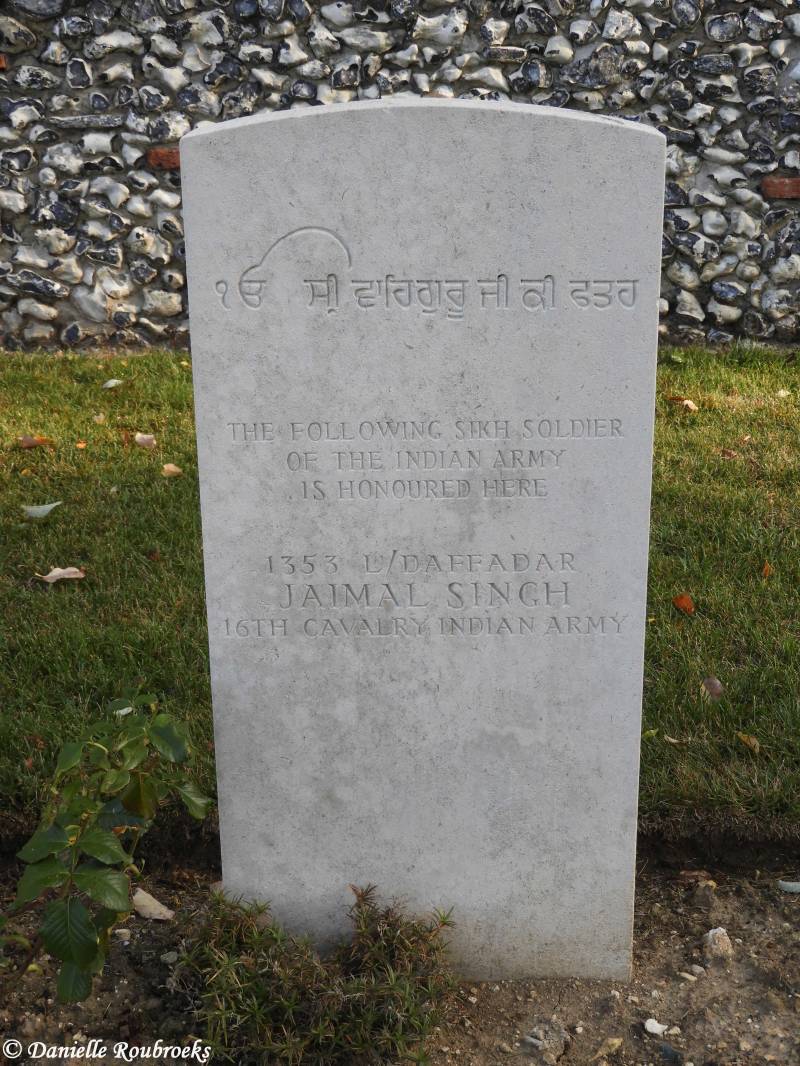 ੴ ਸ੍ਰੀ ਵਾਹਿਗੁਰੂ ਜੀ ਕੀ ਫਤਹ
THE FOLLOWING SIKH SOLDIER
OF THE INDIAN ARMY
IS HONOURED HERE
1353 L/DAFFADAR
JAIMAL SINGH
16TH CAVALRY INDIAN ARMY
© Danielle Roubroeks